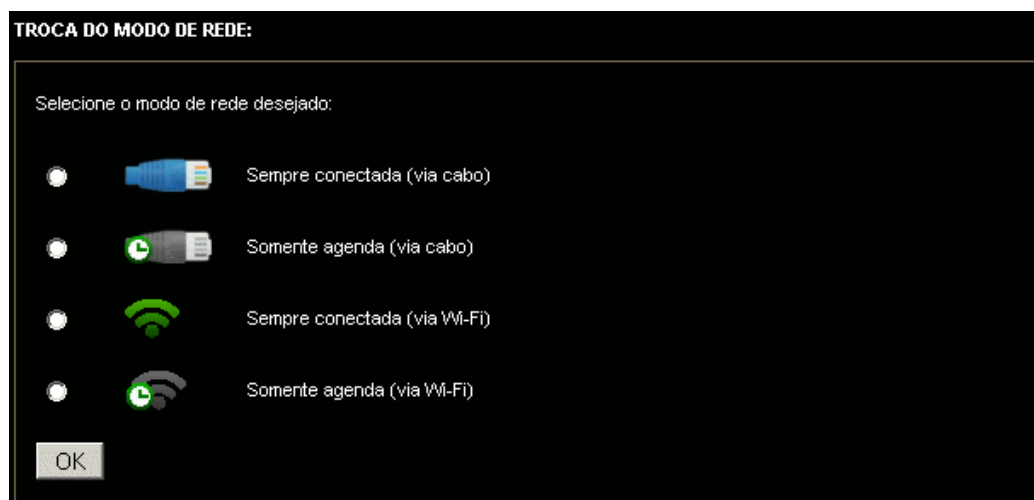 TROCA DO MODO DE REDE:
Selecione o modo de rede desejado:
Sempre conectada (via cabo)
Somente agenda (via cabo)
Sempre conectada (via Wi-Fi)
Somente agenda (via Wi-Fi)
OK